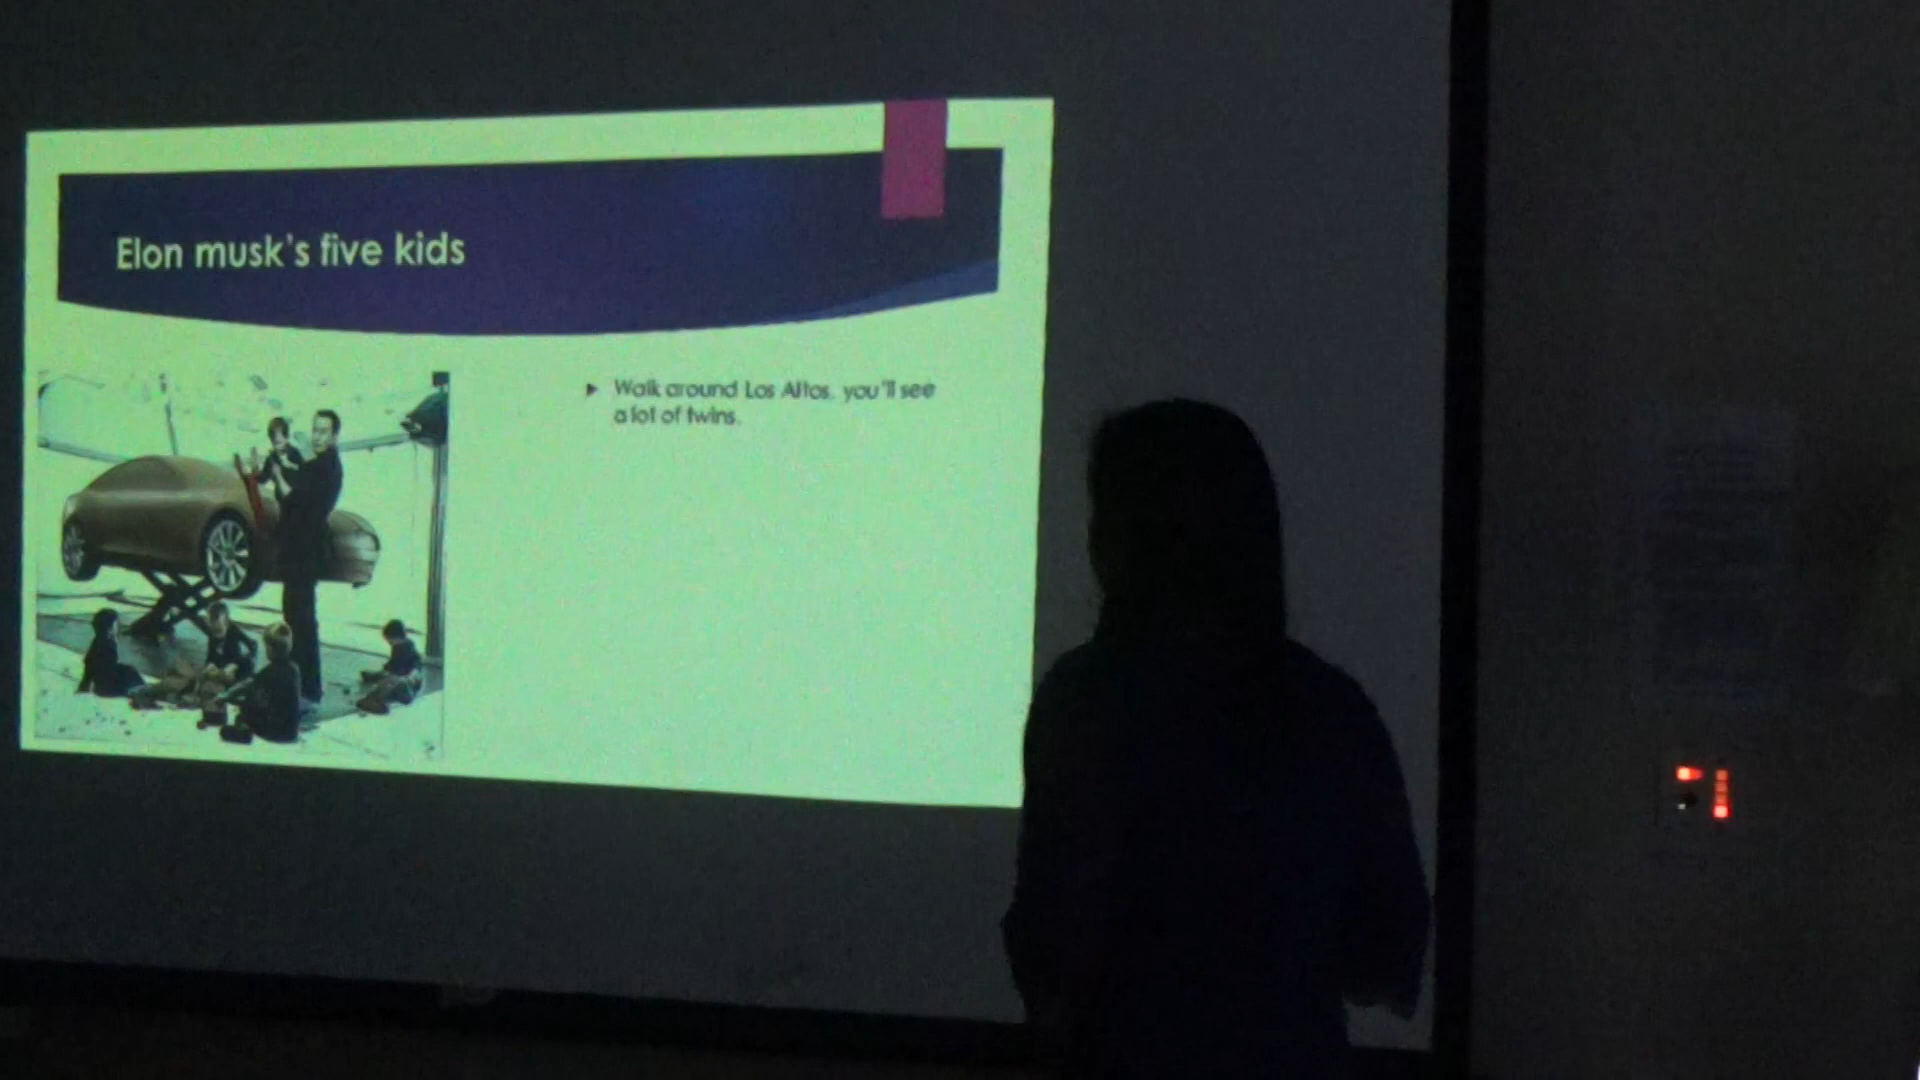 Elon musk's five kids
Walk around Los Altos, you'll see
a lot of twins.